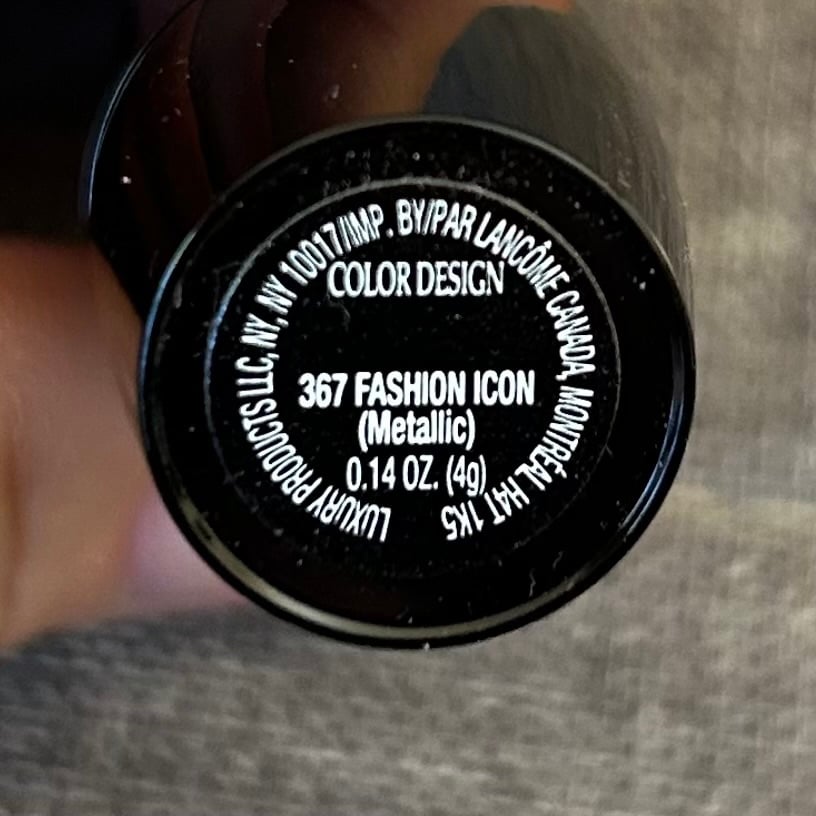 LUXURY PRODUCTS LLC, NY, NY 10017/IMP. BY/PAR LANCÔME CANADA, MONTRÉAL H4T 1K5
COLOR DESIGN
367 FASHION ICON
(Metallic)
0.14 OZ. (4g)